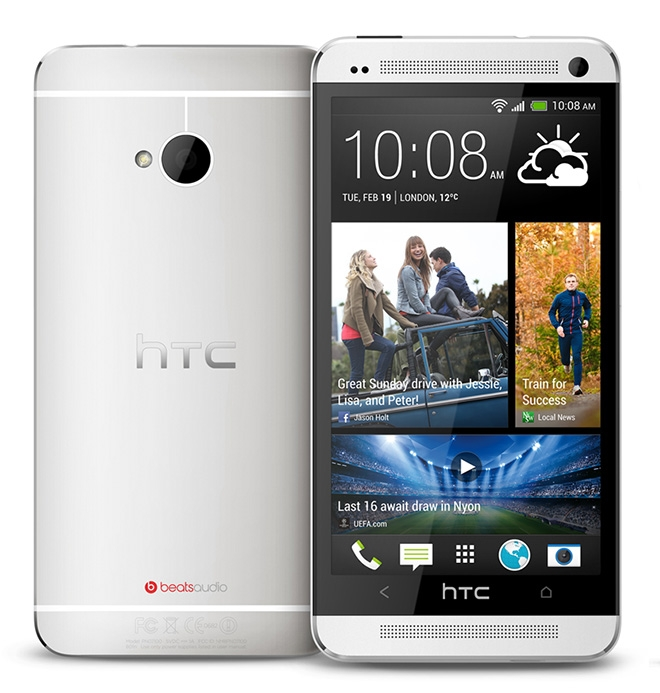 10:08 AM
10:08 AM
TUE, FEB 19 | LONDON, 12°C
Great Sunday drive with Jessie,
Lisa, and Peter!
f Jason Holt
Train for
Success
Local News
Last 16 await draw in Nyon
UEFA.com
hTC
hTC
beatsaudio